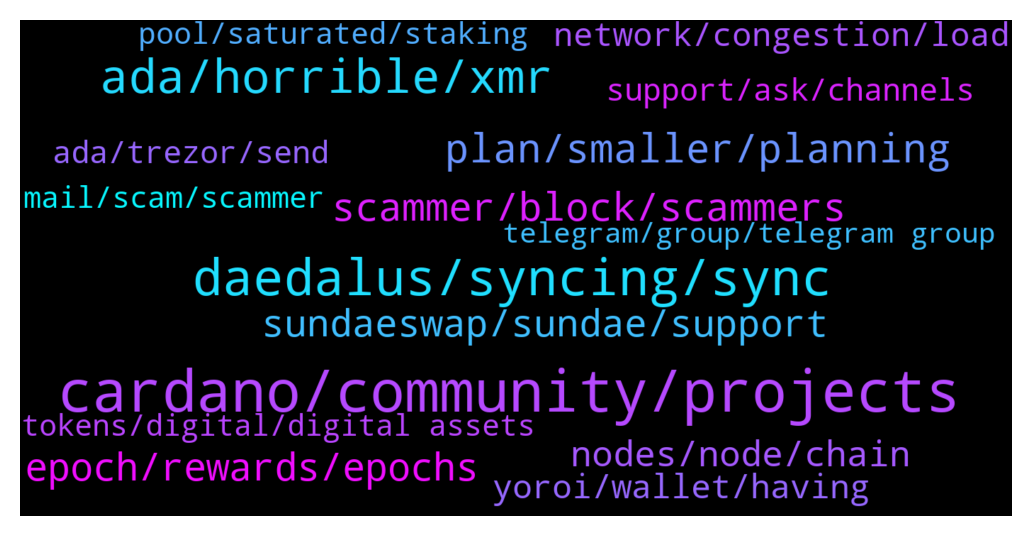 pool/saturated/staking
network/congestion/load
ada/horrible/xmr
support/ask/channels
ada/trezor/send
plan/smaller/planning
mail/scam/scammer
scammer/block/scammers
telegram/group/telegram group
daedalus/syncing/sync
sundaeswap/sundae/support
cardano/community/projects
tokens/digital/digital assets
epoch/rewards/epochs
nodes/node/chain
yoroi/wallet/having